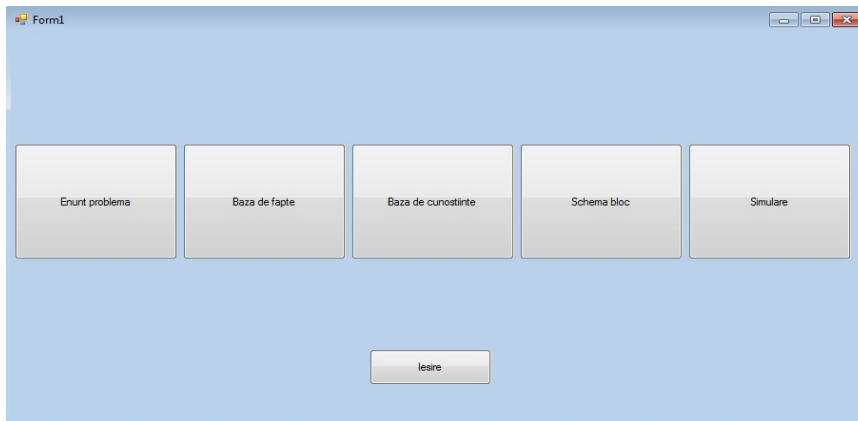 Form1
Enunt problema
Baza de fapte
Baza de cunostiinte
Schema bloc
Simulare
Iesire